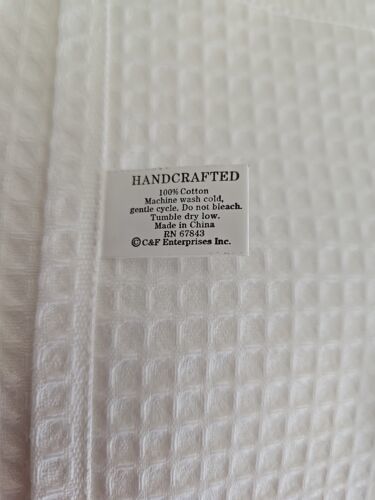 HANDCRAFTED
100% Cotton
Machine wash cold,
gentle cycle. Do not bleach.
Tumble dry low.
Made in China
RN 67843
©C&F Enterprises Inc.